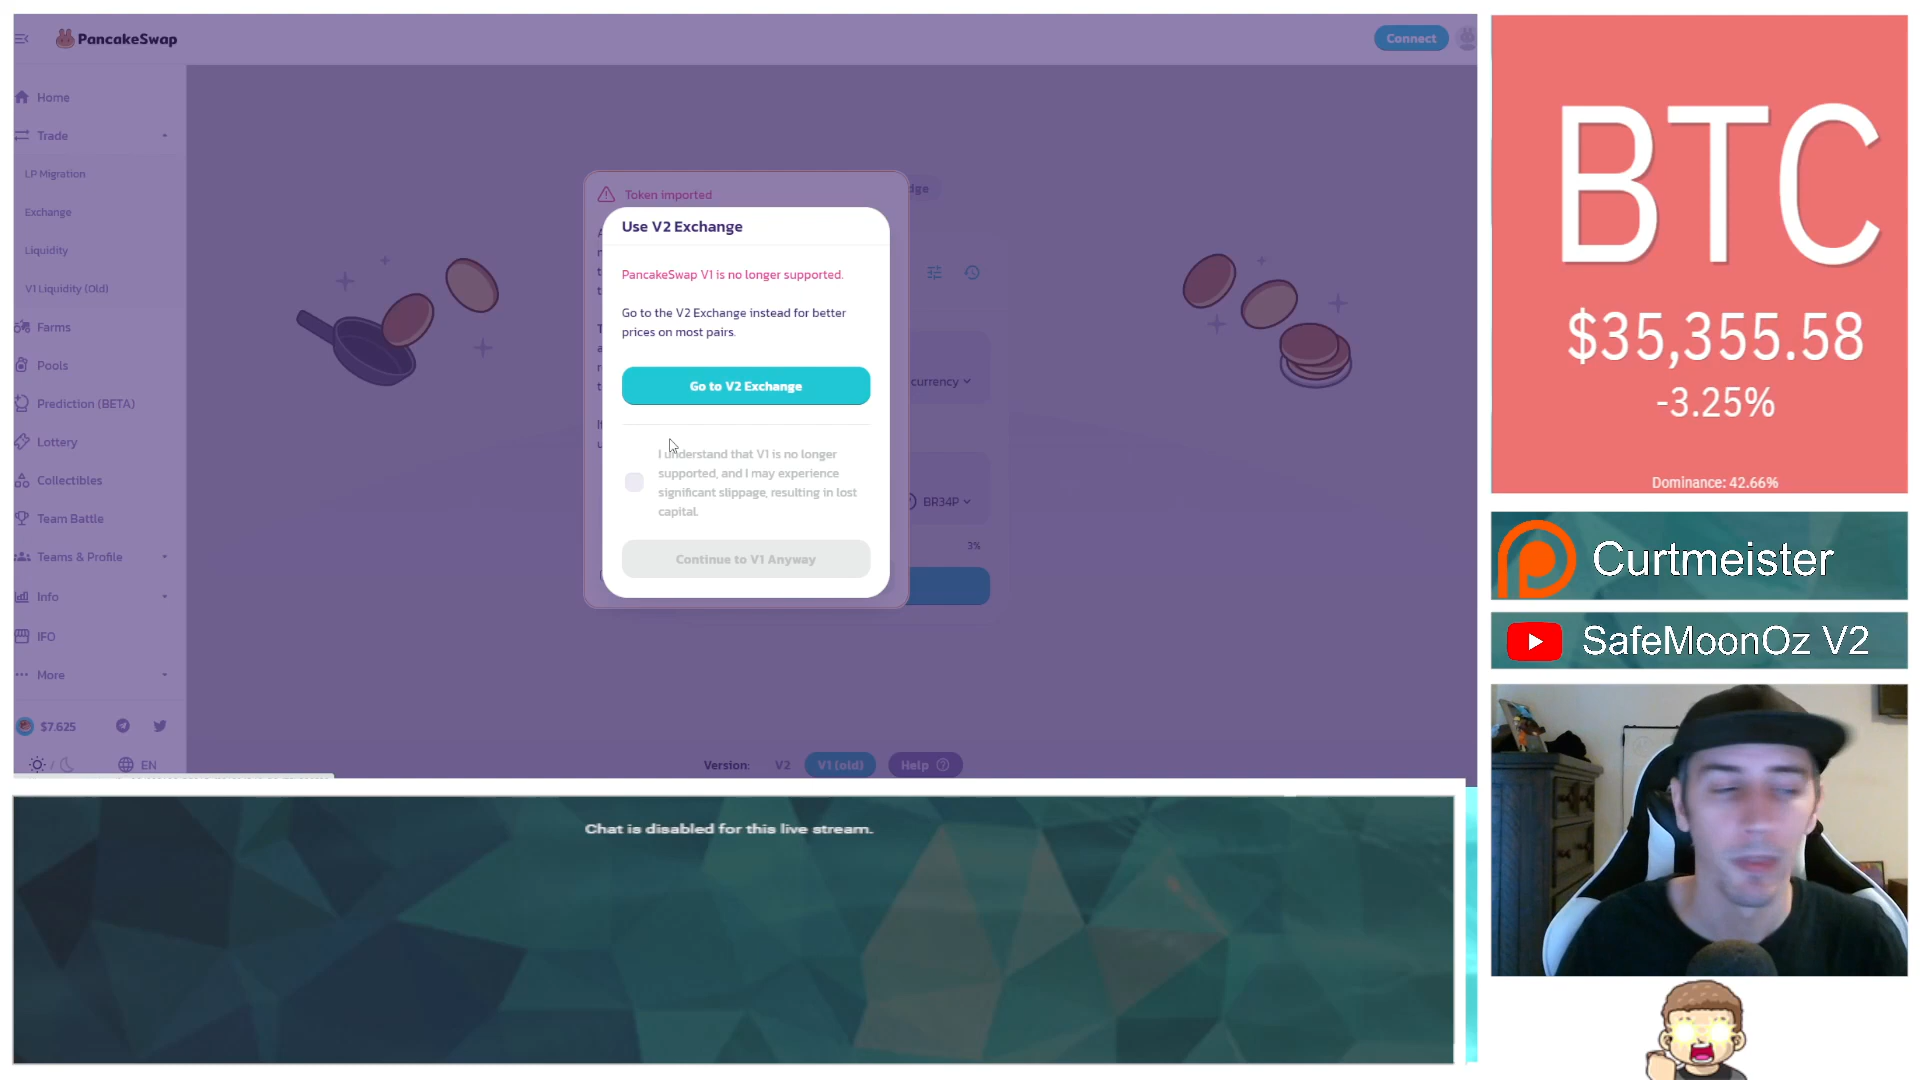 PancakeSwap
Connect
Home
Trade
LP Migration
Exchange
Liquidity
V1 Liquidity (Old)
Farms
Pools
Prediction (BETA)
Lottery
Collectibles
Team Battle
Teams & Profile
Info
IFO
More
$7.625
EN
Token imported
Use V2 Exchange
PancakeSwap V1 is no longer supported.
Go to the V2 Exchange instead for better
prices on most pairs.
Go to V2 Exchange
I understand that V1 is no longer
supported, and I may experience
significant slippage, resulting in lost
capital.
Continue to V1 Anyway
currency
BR34P
3%
Version:
V2
V1 (old)
Help
Chat is disabled for this live stream.
BTC
$35,355.58
-3.25%
Dominance: 42.66%
Curtmeister
SafeMoonOz V2